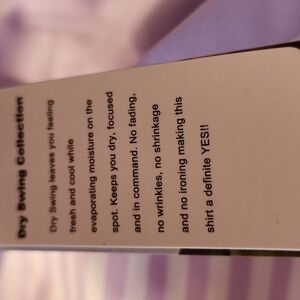 Dry Swing Collection
Dry Swing leaves you feeling
fresh and cool while
evaporating moisture on the
spot. Keeps you dry, focused
and in command. No fading,
no wrinkles, no shrinkage
and no ironing making this
shirt a definite YES!!